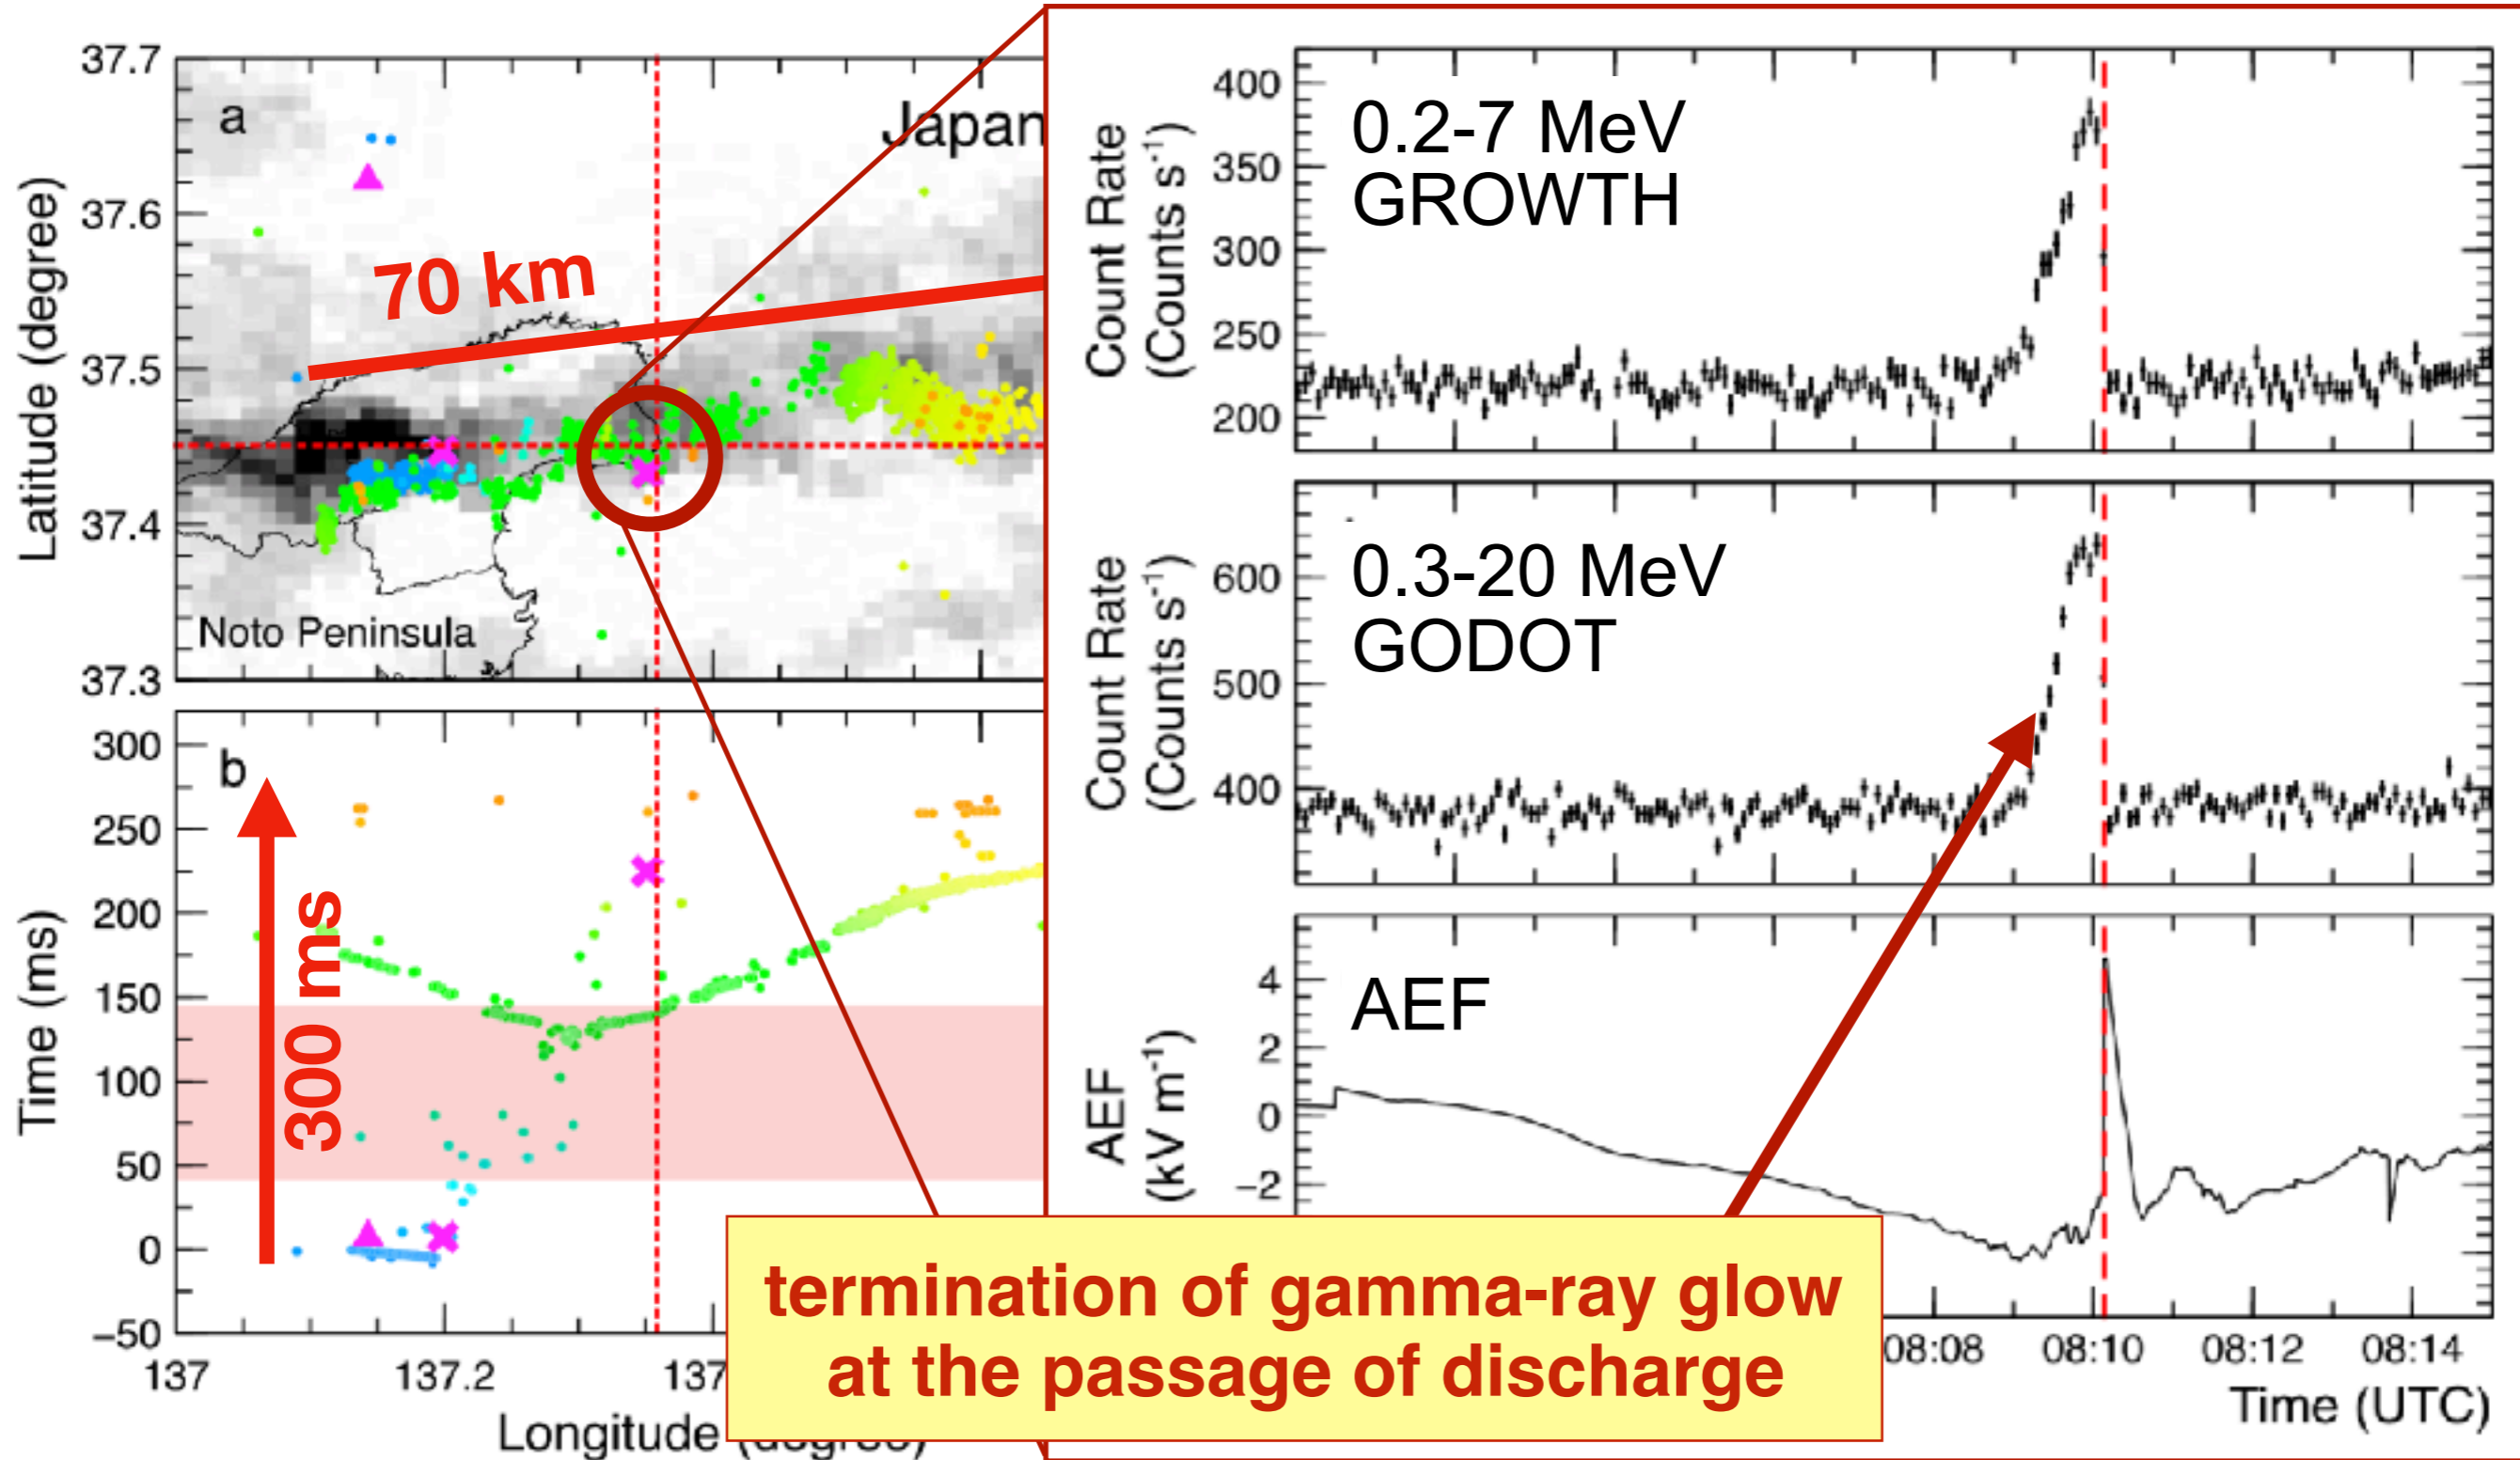 37.7
37.6
37.5
37.4
37.3
Latitude (degree)
a
Japan
70 km
Noto Peninsula
300
250
200
150
100
50
0
−50
Time (ms)
b
300 ms
137
137.2
137
Longitude (degree)
400
350
300
250
200
Count Rate
(Counts s⁻¹)
0.2-7 MeV
GROWTH
600
500
400
Count Rate
(Counts s⁻¹)
0.3-20 MeV
GODOT
4
2
0
−2
AEF
(kV m⁻¹)
AEF
termination of gamma-ray glow
at the passage of discharge
08:08
08:10
08:12
08:14
Time (UTC)